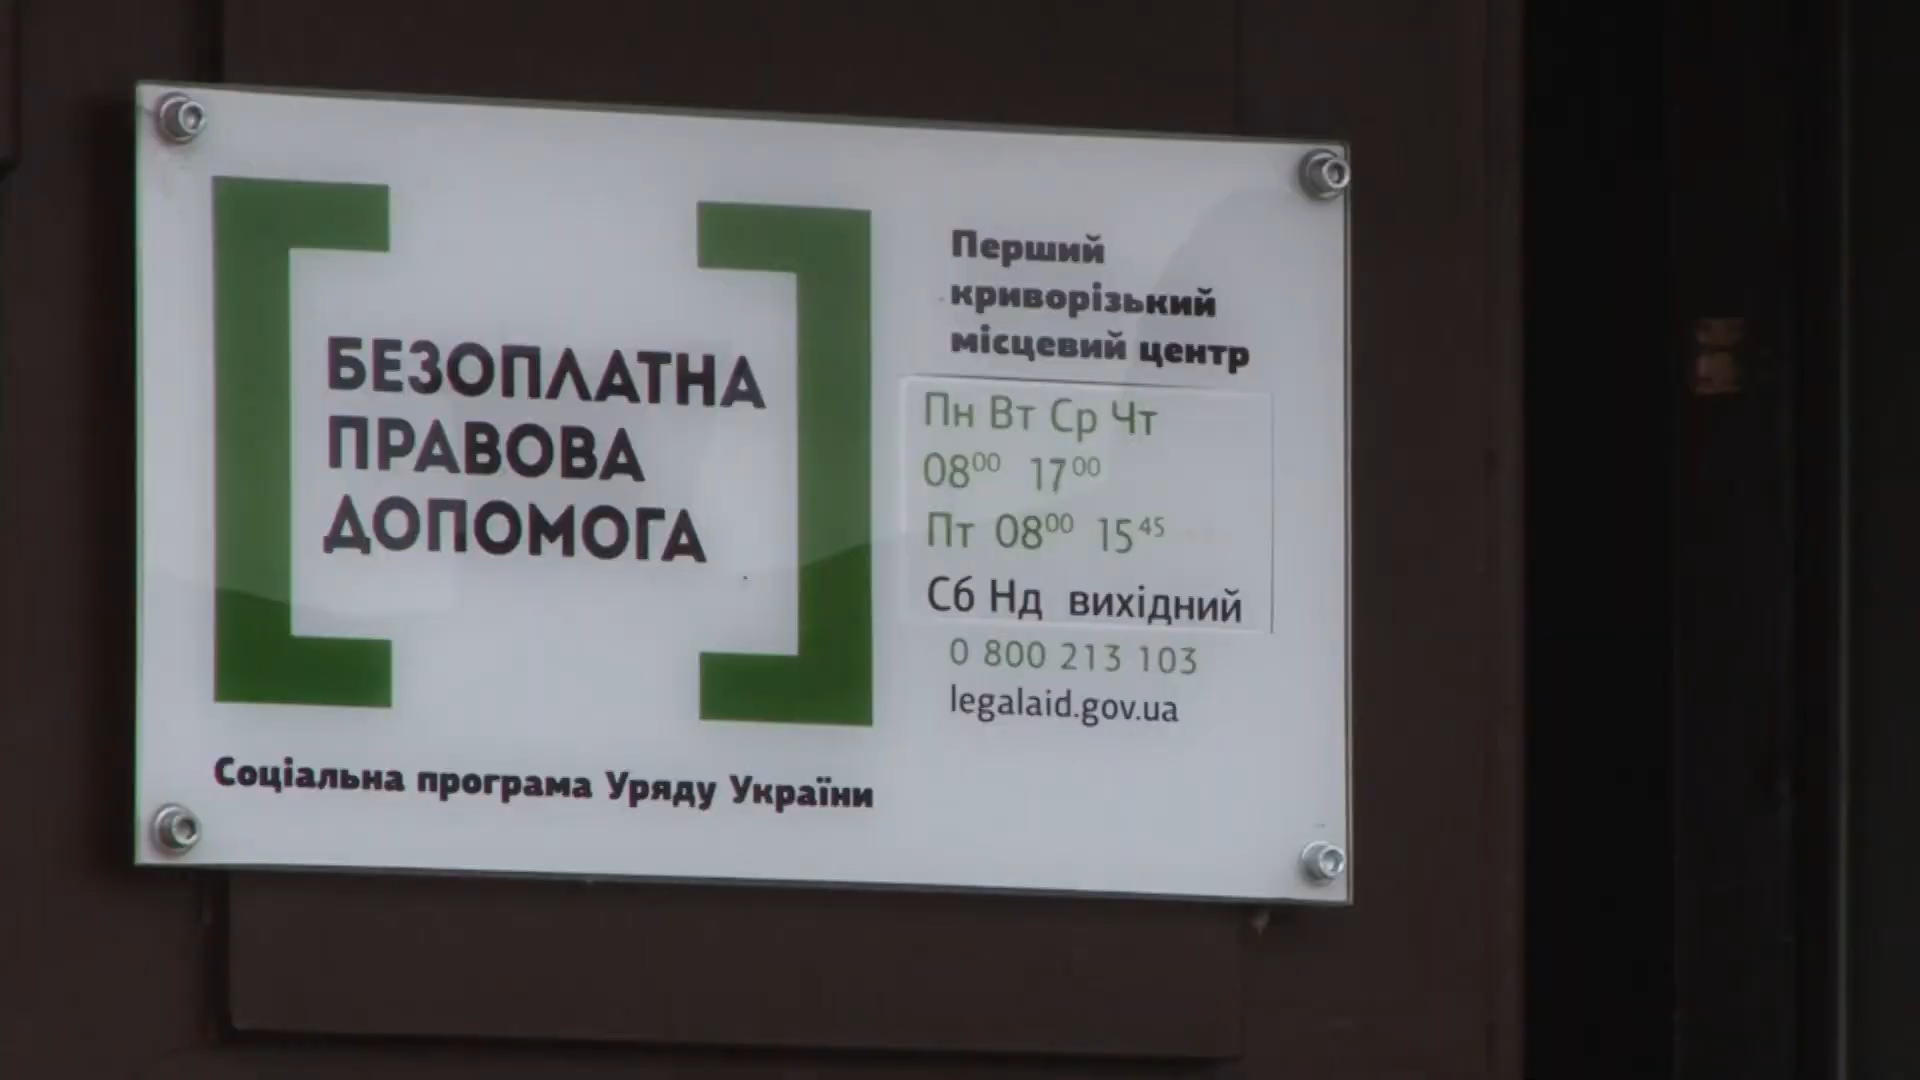 БЕЗОПЛАТНА
ПРАВОВА
ДОПОМОГА
Соціальна програма Уряду України
Перший
криворізький
місцевий центр
Пн Вт Ср Чт
08⁰⁰ 17⁰⁰
Пт 08⁰⁰ 15⁴⁵
Сб Нд вихідний
0 800 213 103
legalaid.gov.ua